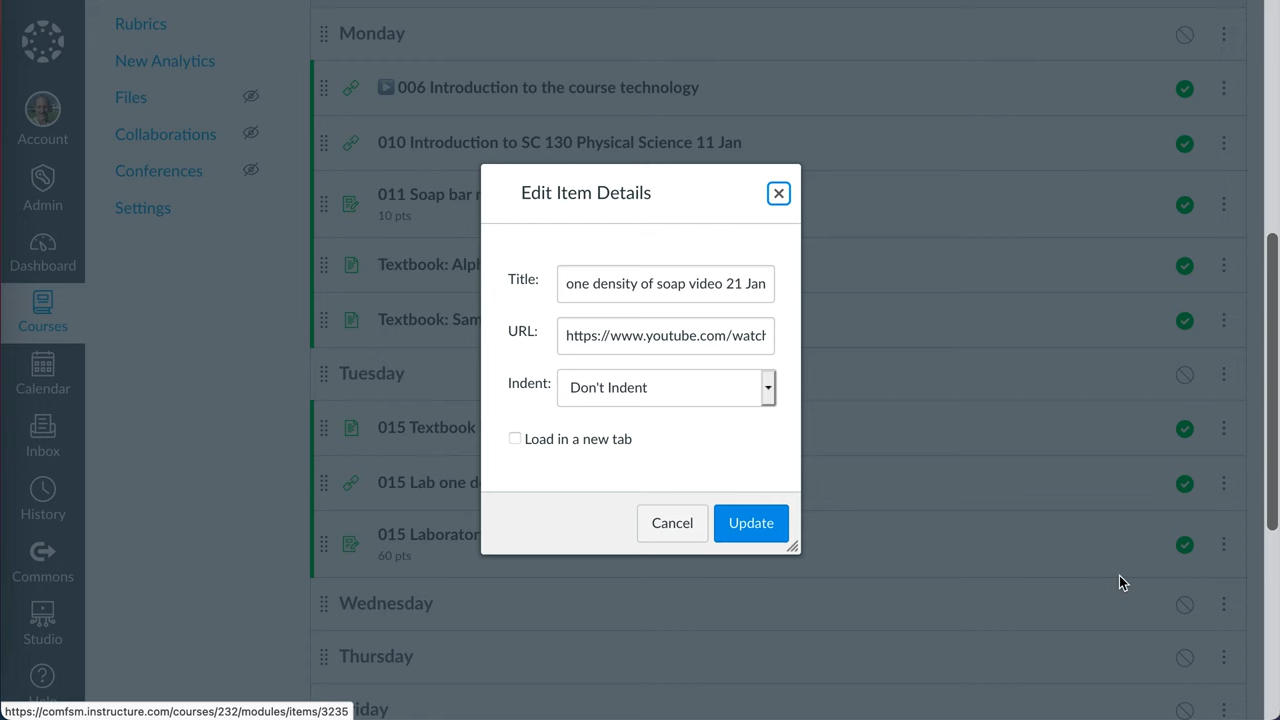 Account
Admin
Dashboard
Courses
Calendar
Inbox
History
Commons
Studio
Rubrics
New Analytics
Files
Collaborations
Conferences
Settings
Monday
006 Introduction to the course technology
010 Introduction to SC 130 Physical Science 11 Jan
011 Soap bar
10 pts
Textbook:
Textbook:
Tuesday
015 Textbook
015 Lab one
015
60 pts
Wednesday
Thursday
Edit Item Details
Title:
one density of soap video 21 Jan
URL:
https://www.youtube.com/watch
Indent:
Don't Indent
Load in a new tab
Cancel
Update
https://comfsm.instructure.com/courses/232/modules/items/3235